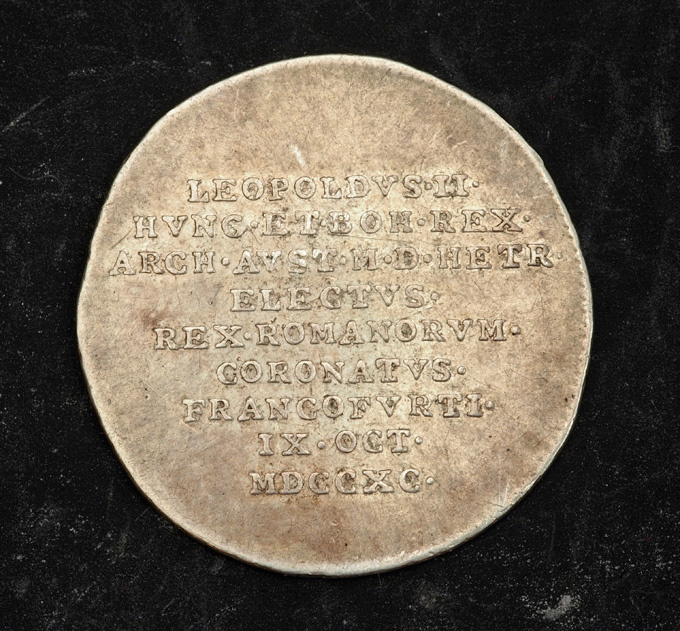 LEOPOLDVS·II·
HVNG·ET·BOH·REX·
ARCH·AVST·M·D·HETR·
ELECTVS·
REX·ROMANORVM·
CORONATVS·
FRANCOFVRTI·
IX·OCT·
MDCCXC·